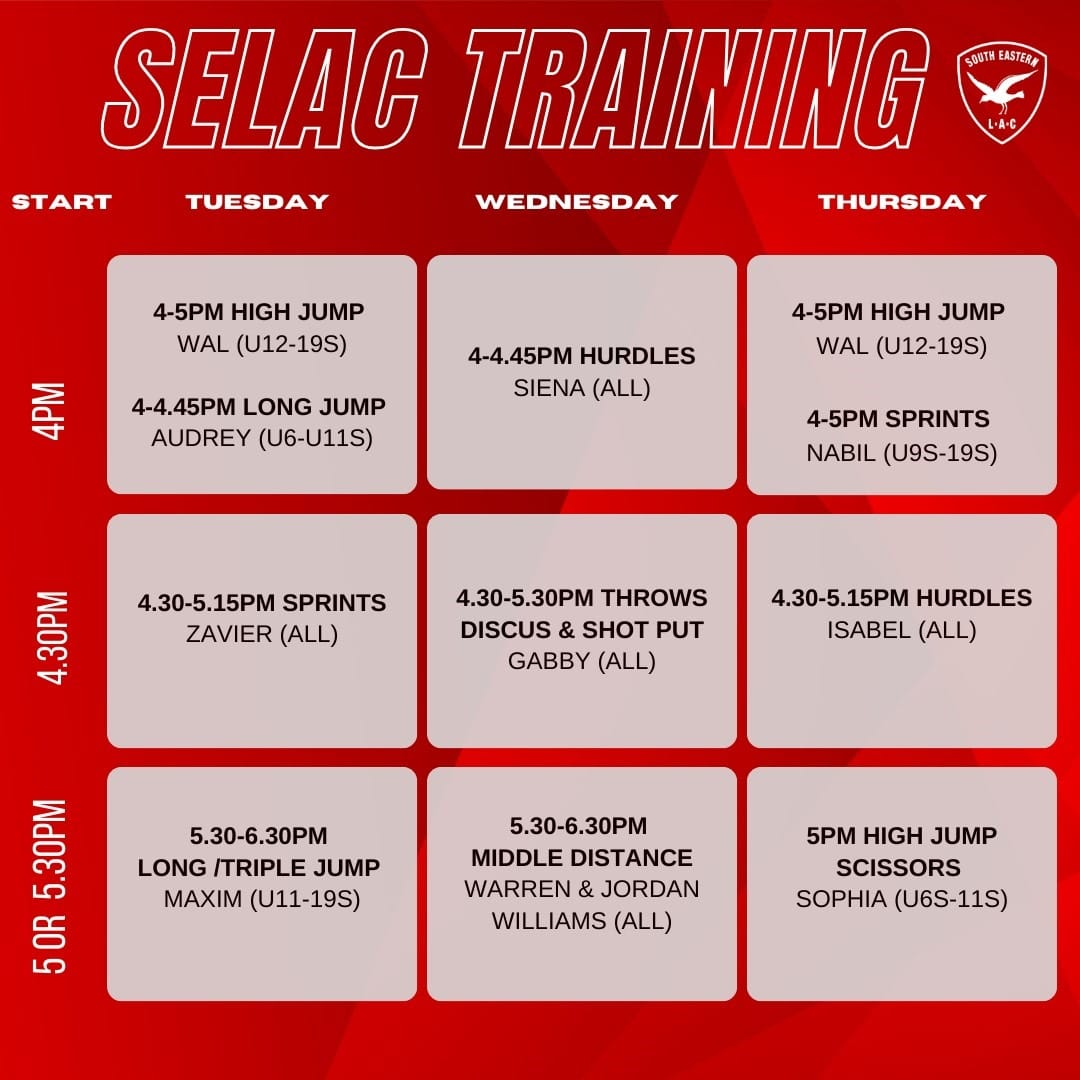 SELAC TRAINING
SOUTH EASTERN
L·A·C
START
TUESDAY
WEDNESDAY
THURSDAY
4PM
4-5PM HIGH JUMP
WAL (U12-19S)
4-4.45PM LONG JUMP
AUDREY (U6-U11S)
4-4.45PM HURDLES
SIENA (ALL)
4-5PM HIGH JUMP
WAL (U12-19S)
4-5PM SPRINTS
NABIL (U9S-19S)
4.30PM
4.30-5.15PM SPRINTS
ZAVIER (ALL)
4.30-5.30PM THROWS
DISCUS & SHOT PUT
GABBY (ALL)
4.30-5.15PM HURDLES
ISABEL (ALL)
5 OR 5.30PM
5.30-6.30PM
LONG /TRIPLE JUMP
MAXIM (U11-19S)
5.30-6.30PM
MIDDLE DISTANCE
WARREN & JORDAN
WILLIAMS (ALL)
5PM HIGH JUMP
SCISSORS
SOPHIA (U6S-11S)